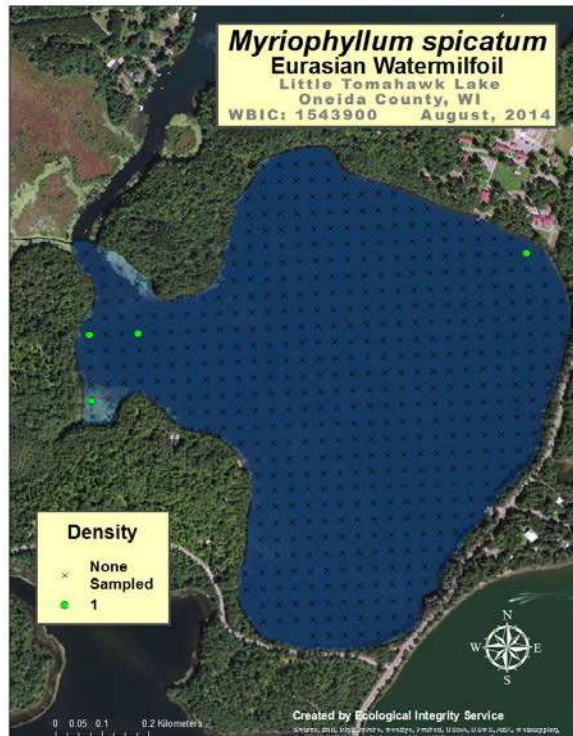 Myriophyllum spicatum
Eurasian Watermilfoil
Little Tomahawk Lake
Oneida County, WI
WBIC: 1543900 August, 2014
Density
None
Sampled
1
N
W E
S
0 0.05 0.1 0.2 Kilometers
Created by Ecological Integrity Service